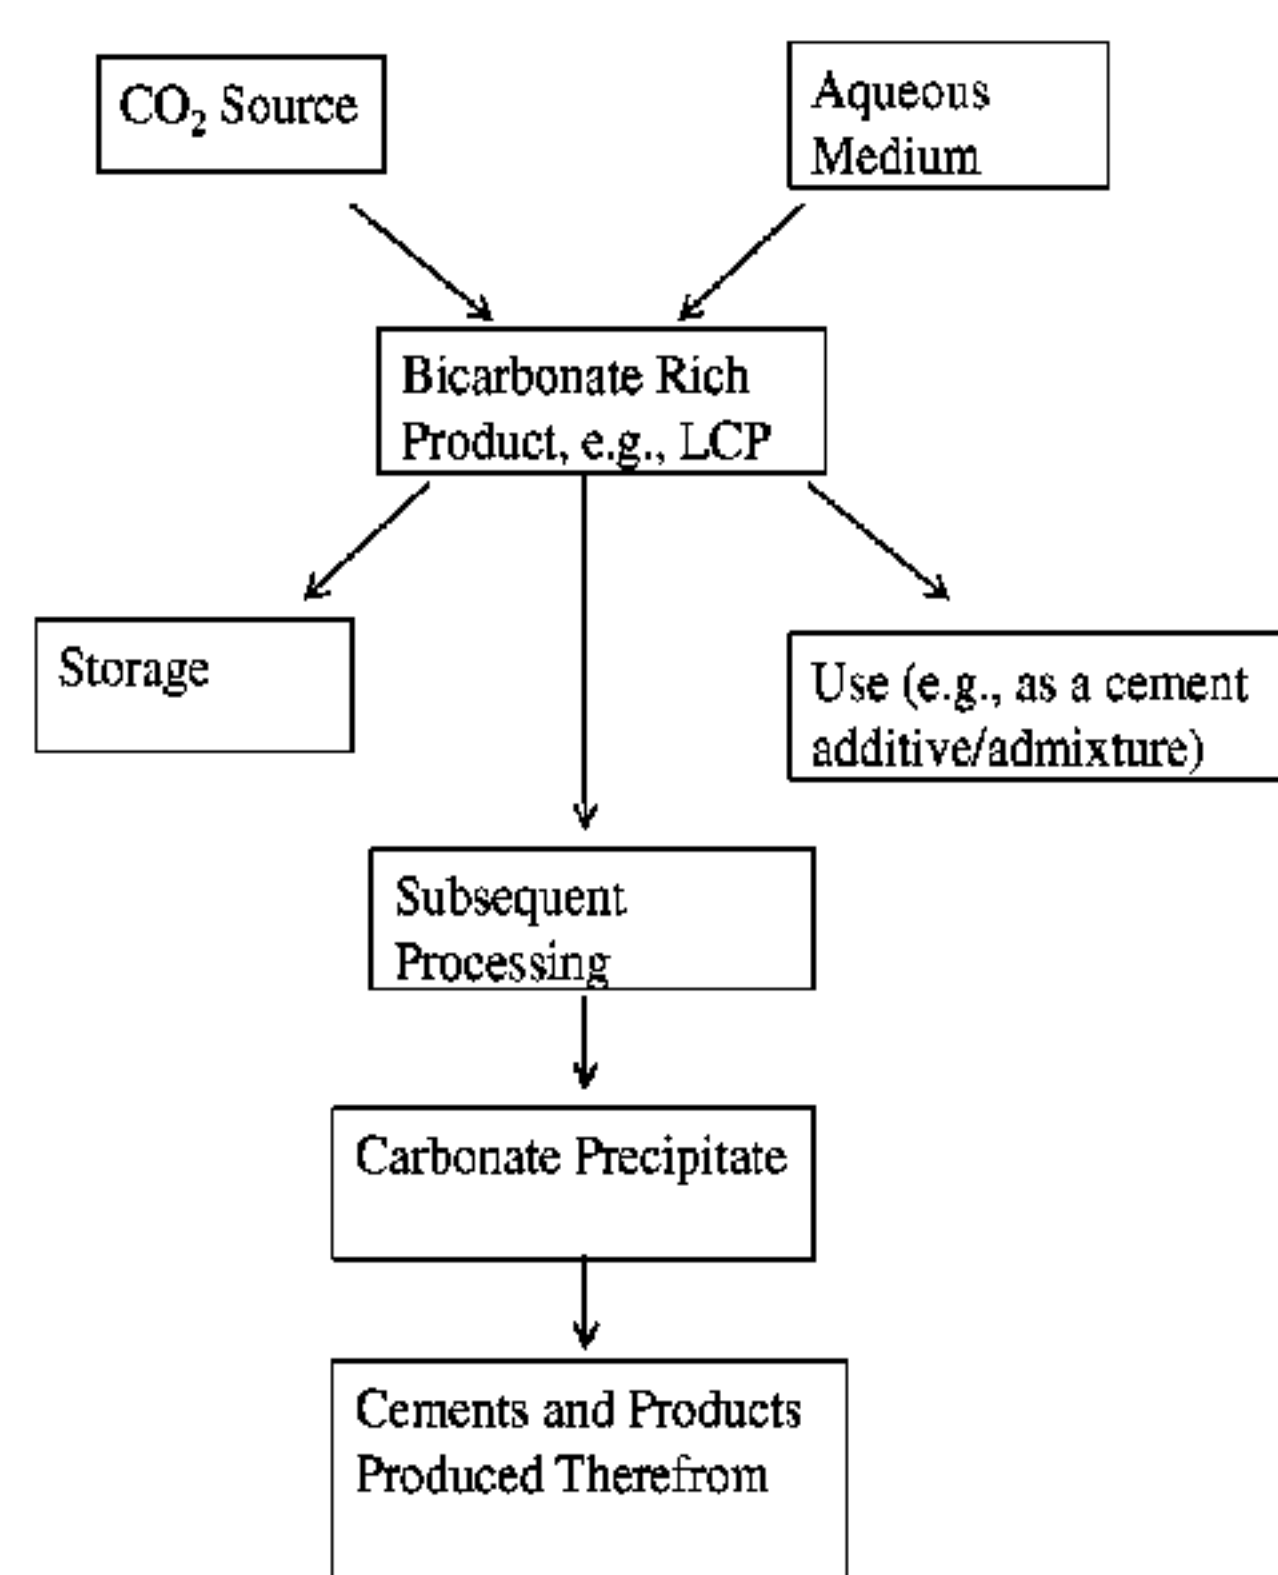 CO₂ Source
Aqueous
Medium
Bicarbonate Rich
Product, e.g., LCP
Storage
Use (e.g., as a cement
additive/admixture)
Subsequent
Processing
Carbonate Precipitate
Cements and Products
Produced Therefrom